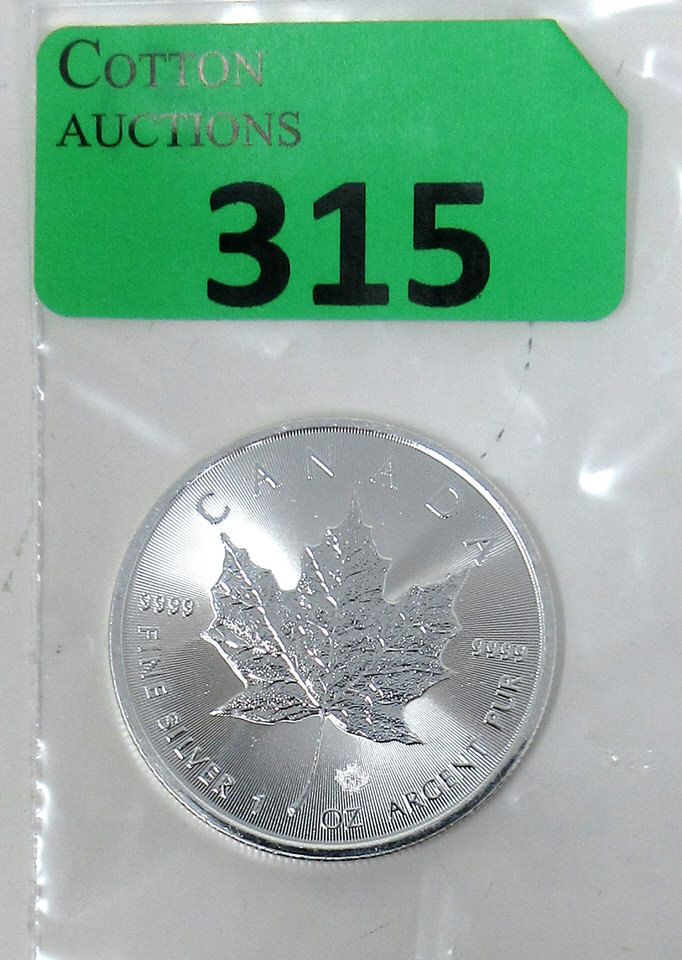 COTTON
AUCTIONS
315
CANADA
9999
9999
FINE SILVER 1 OZ ARGENT PUR